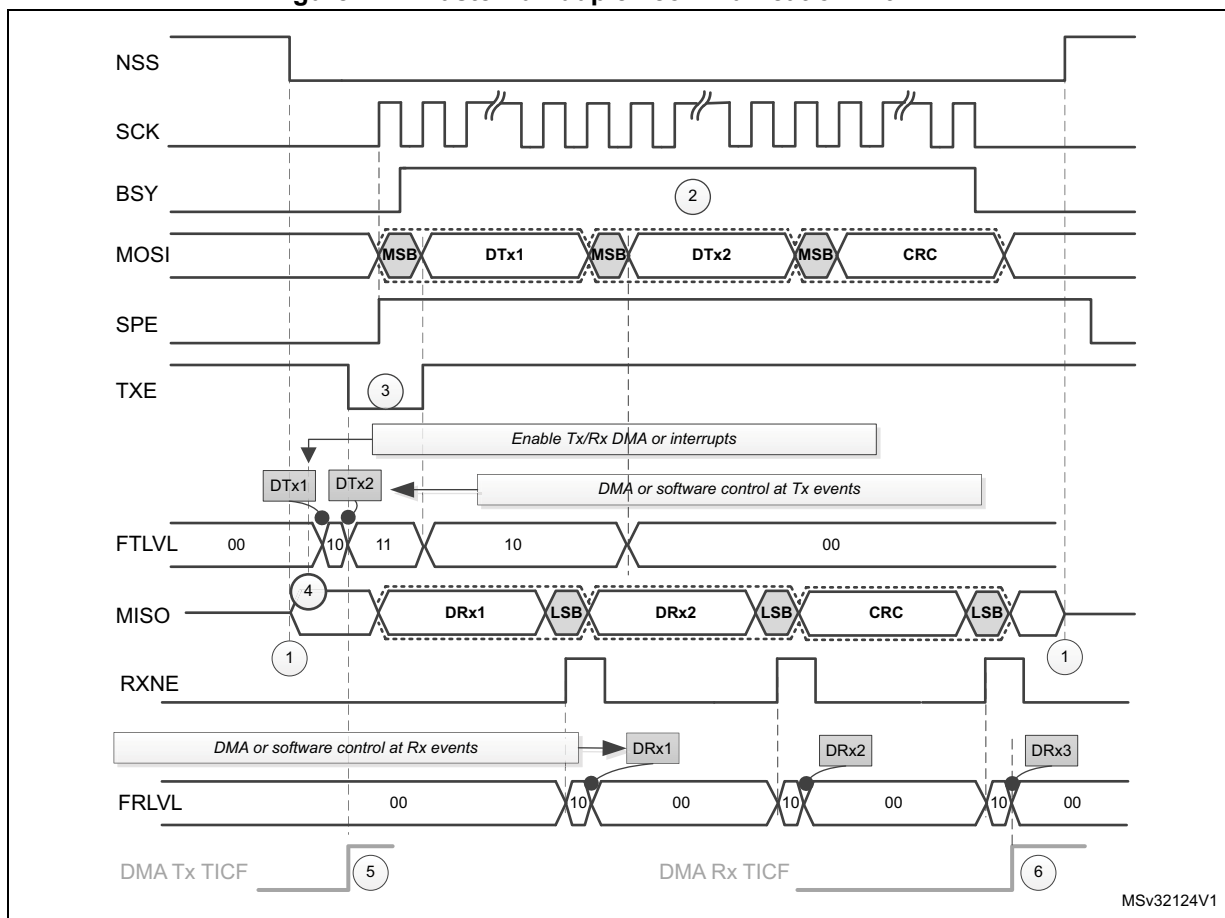 NSS
SCK
BSY
2
MOSI
MSB DTx1 MSB DTx2 MSB CRC
SPE
TXE
3
Enable Tx/Rx DMA or interrupts
DTx1 DTx2
DMA or software control at Tx events
FTLVL
00 10 11 10 00
4
MISO
DRx1 LSB DRx2 LSB CRC LSB
1 1
RXNE
DMA or software control at Rx events
DRx1 DRx2 DRx3
FRLVL
00 10 00 10 00 10 00
DMA Tx TICF 5
DMA Rx TICF 6
MSv32124V1